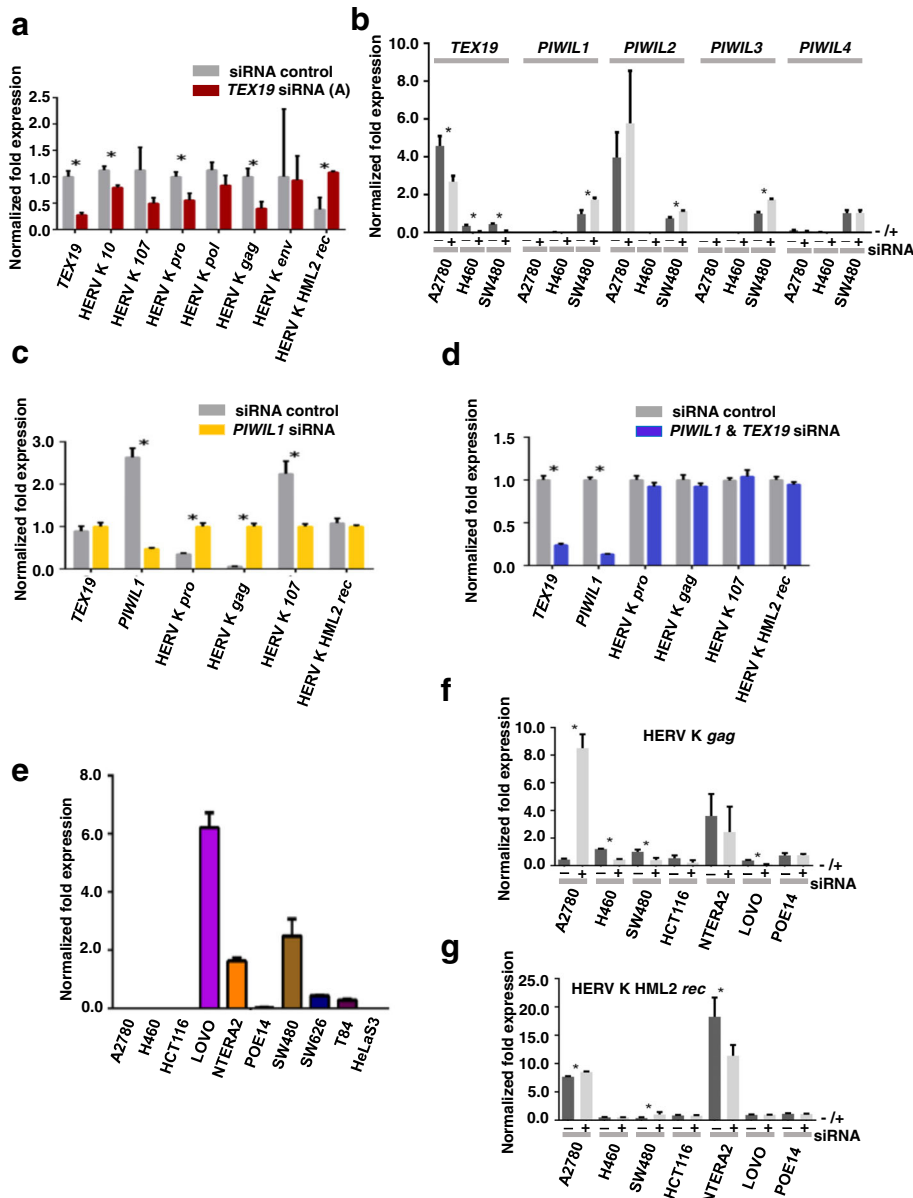 a
siRNA control
TEX19 siRNA (A)
Normalized fold expression
2.5
2.0
1.5
1.0
0.5
0.0
* * * * *
TEX19
HERV K 10
HERV K 107
HERV K pro
HERV K pol
HERV K gag
HERV K env
HERV K HML2 rec
b
TEX19 PIWIL1 PIWIL2 PIWIL3 PIWIL4
Normalized fold expression
10.0
8.0
6.0
4.0
2.0
0.0
* * * * * *
− + − + − + − + − + − + − + − + − + − + − + − + − + − + − + - /+
siRNA
A2780
H460
SW480
A2780
H460
SW480
A2780
H460
SW480
A2780
H460
SW480
A2780
H460
SW480
c
siRNA control
PIWIL1 siRNA
Normalized fold expression
3.0
2.0
1.0
0.0
* * * *
TEX19
PIWIL1
HERV K pro
HERV K gag
HERV K 107
HERV K HML2 rec
d
siRNA control
PIWIL1 & TEX19 siRNA
Normalized fold expression
1.5
1.0
0.5
0.0
* *
TEX19
PIWIL1
HERV K pro
HERV K gag
HERV K 107
HERV K HML2 rec
e
Normalized fold expression
8.0
6.0
4.0
2.0
0.0
A2780
H460
HCT116
LOVO
NTERA2
POE14
SW480
SW626
T84
HeLaS3
f
HERV K gag
Normalized fold expression
10.0
8.0
6.0
4.0
2.0
0.0
* * * *
− + − + − + − + − + − + − + - /+
siRNA
A2780
H460
SW480
HCT116
NTERA2
LOVO
POE14
g
HERV K HML2 rec
Normalized fold expression
25.0
20.0
15.0
10.0
5.0
0.0
* * *
− + − + − + − + − + − + − + - /+
siRNA
A2780
H460
SW480
HCT116
NTERA2
LOVO
POE14